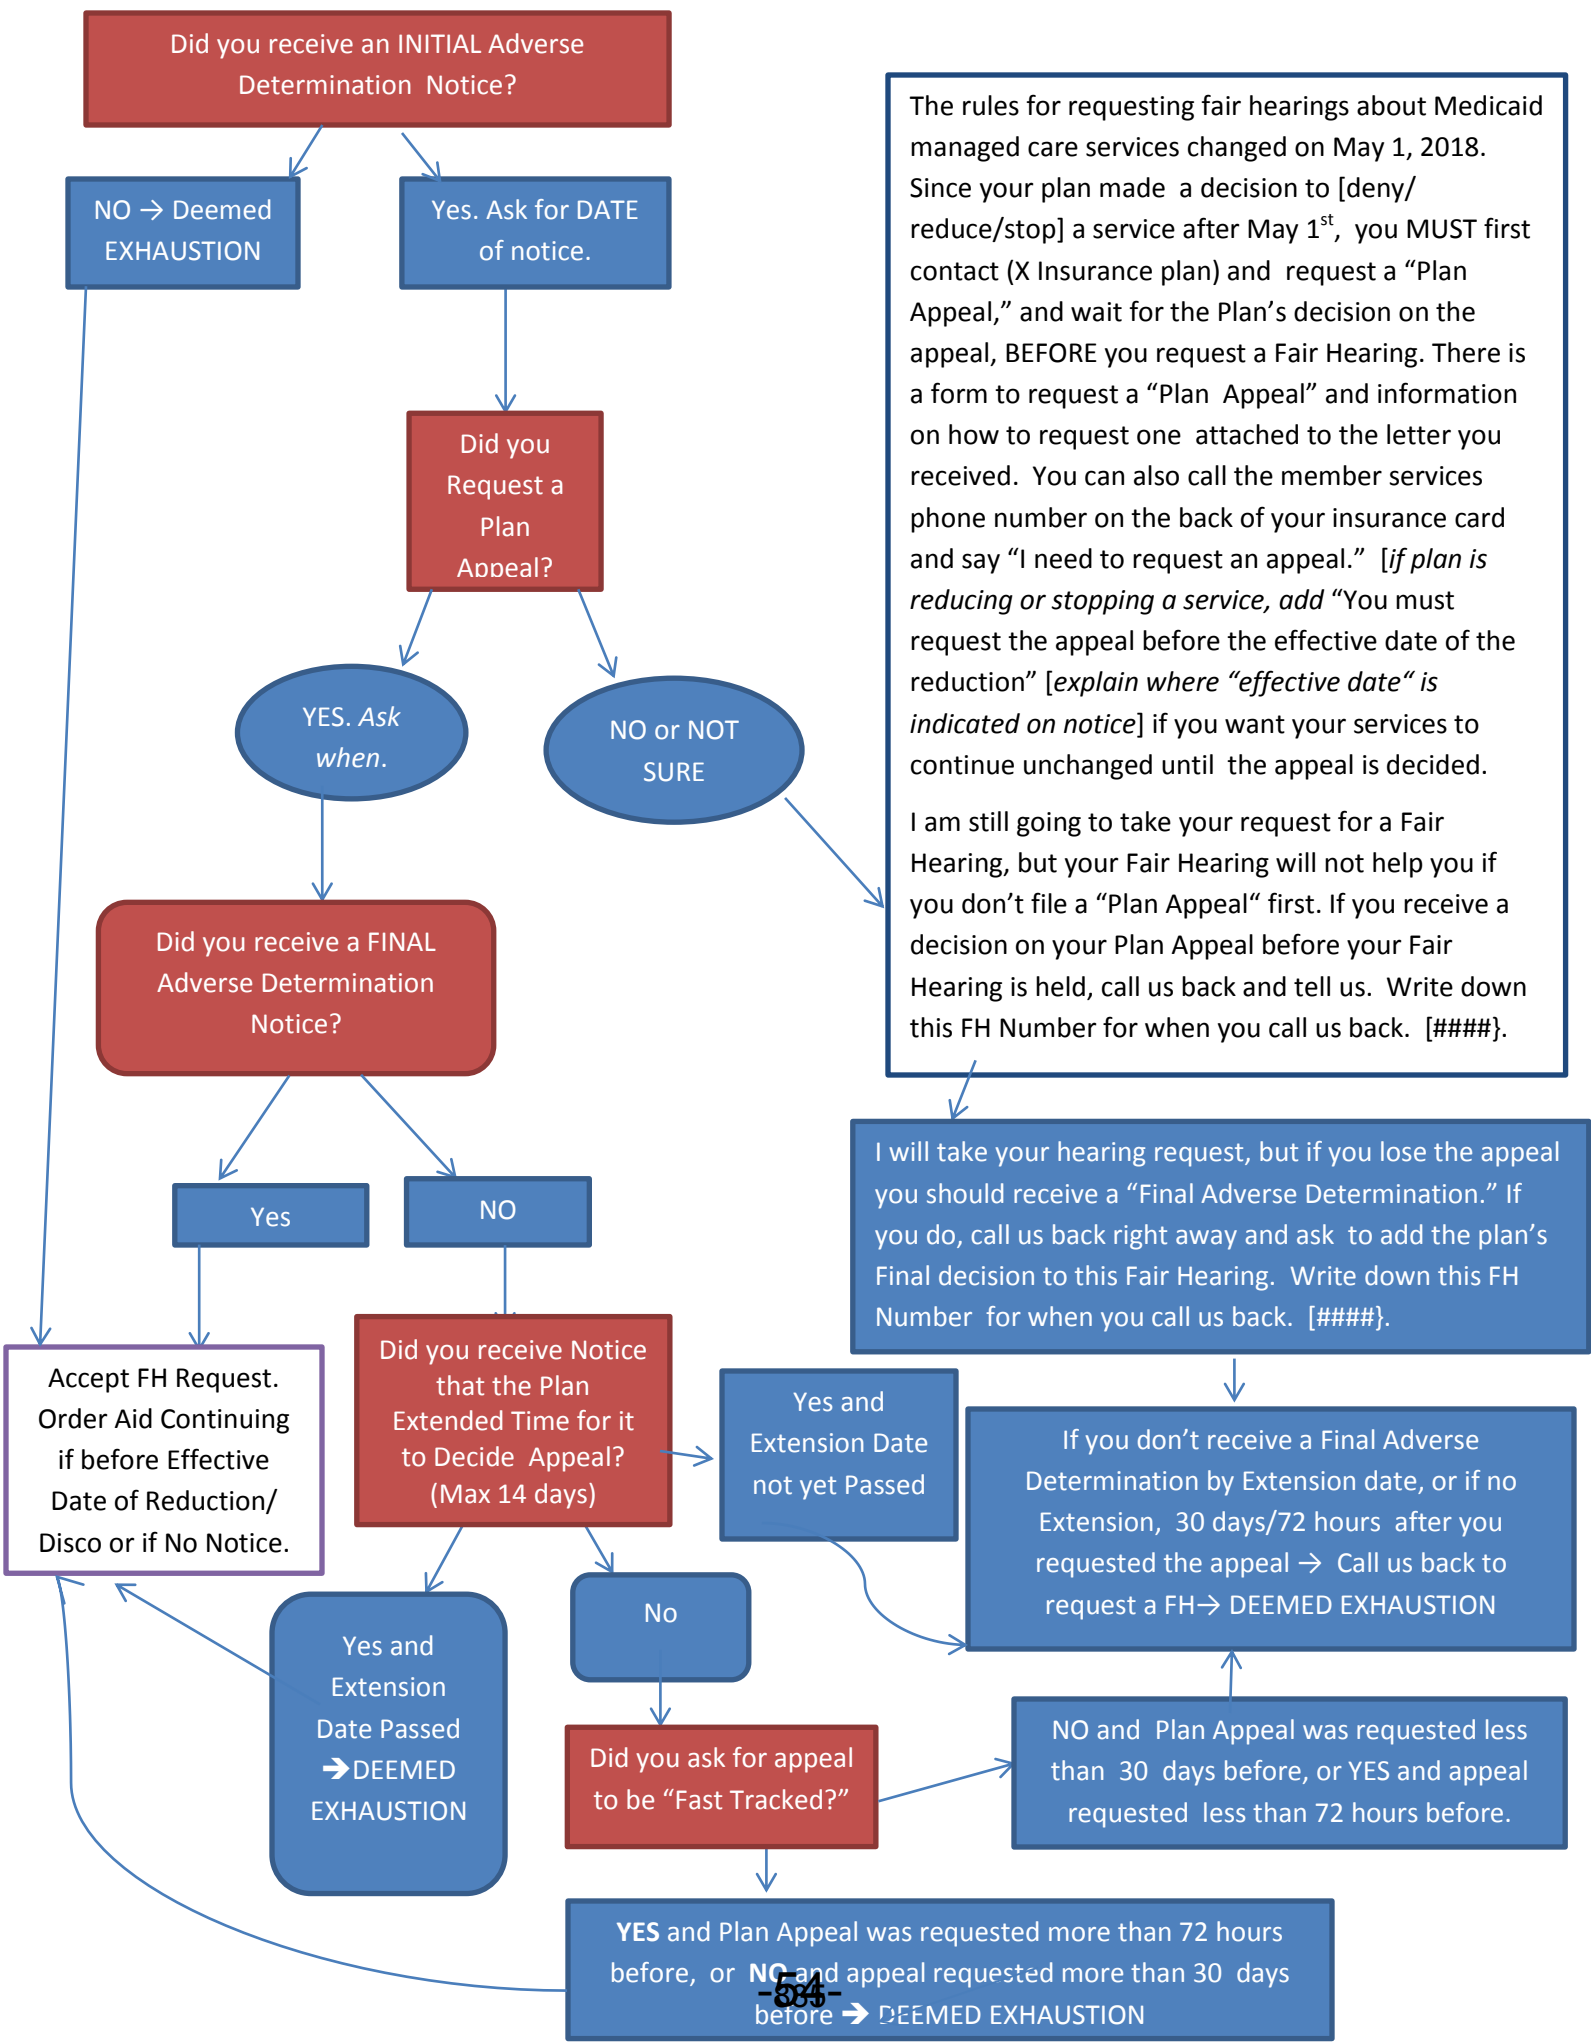 Did you receive an INITIAL Adverse
Determination Notice?
NO → Deemed
EXHAUSTION
Yes. Ask for DATE
of notice.
Did you
Request a
Plan
Appeal?
YES. Ask
when.
NO or NOT
SURE
The rules for requesting fair hearings about Medicaid
managed care services changed on May 1, 2018.
Since your plan made a decision to [deny/
reduce/stop] a service after May 1st, you MUST first
contact (X Insurance plan) and request a “Plan
Appeal,” and wait for the Plan’s decision on the
appeal, BEFORE you request a Fair Hearing. There is
a form to request a “Plan Appeal” and information
on how to request one attached to the letter you
received. You can also call the member services
phone number on the back of your insurance card
and say “I need to request an appeal.” [if plan is
reducing or stopping a service, add “You must
request the appeal before the effective date of the
reduction” [explain where “effective date“ is
indicated on notice] if you want your services to
continue unchanged until the appeal is decided.
I am still going to take your request for a Fair
Hearing, but your Fair Hearing will not help you if
you don’t file a “Plan Appeal“ first. If you receive a
decision on your Plan Appeal before your Fair
Hearing is held, call us back and tell us. Write down
this FH Number for when you call us back. [####}.
Did you receive a FINAL
Adverse Determination
Notice?
Yes
NO
I will take your hearing request, but if you lose the appeal
you should receive a “Final Adverse Determination.” If
you do, call us back right away and ask to add the plan’s
Final decision to this Fair Hearing. Write down this FH
Number for when you call us back. [####}.
Accept FH Request.
Order Aid Continuing
if before Effective
Date of Reduction/
Disco or if No Notice.
Did you receive Notice
that the Plan
Extended Time for it
to Decide Appeal?
(Max 14 days)
Yes and
Extension Date
not yet Passed
If you don’t receive a Final Adverse
Determination by Extension date, or if no
Extension, 30 days/72 hours after you
requested the appeal → Call us back to
request a FH→ DEEMED EXHAUSTION
Yes and
Extension
Date Passed
➔DEEMED
EXHAUSTION
No
Did you ask for appeal
to be “Fast Tracked?”
NO and Plan Appeal was requested less
than 30 days before, or YES and appeal
requested less than 72 hours before.
YES and Plan Appeal was requested more than 72 hours
before, or NO and appeal requested more than 30 days
before ➔ DEEMED EXHAUSTION